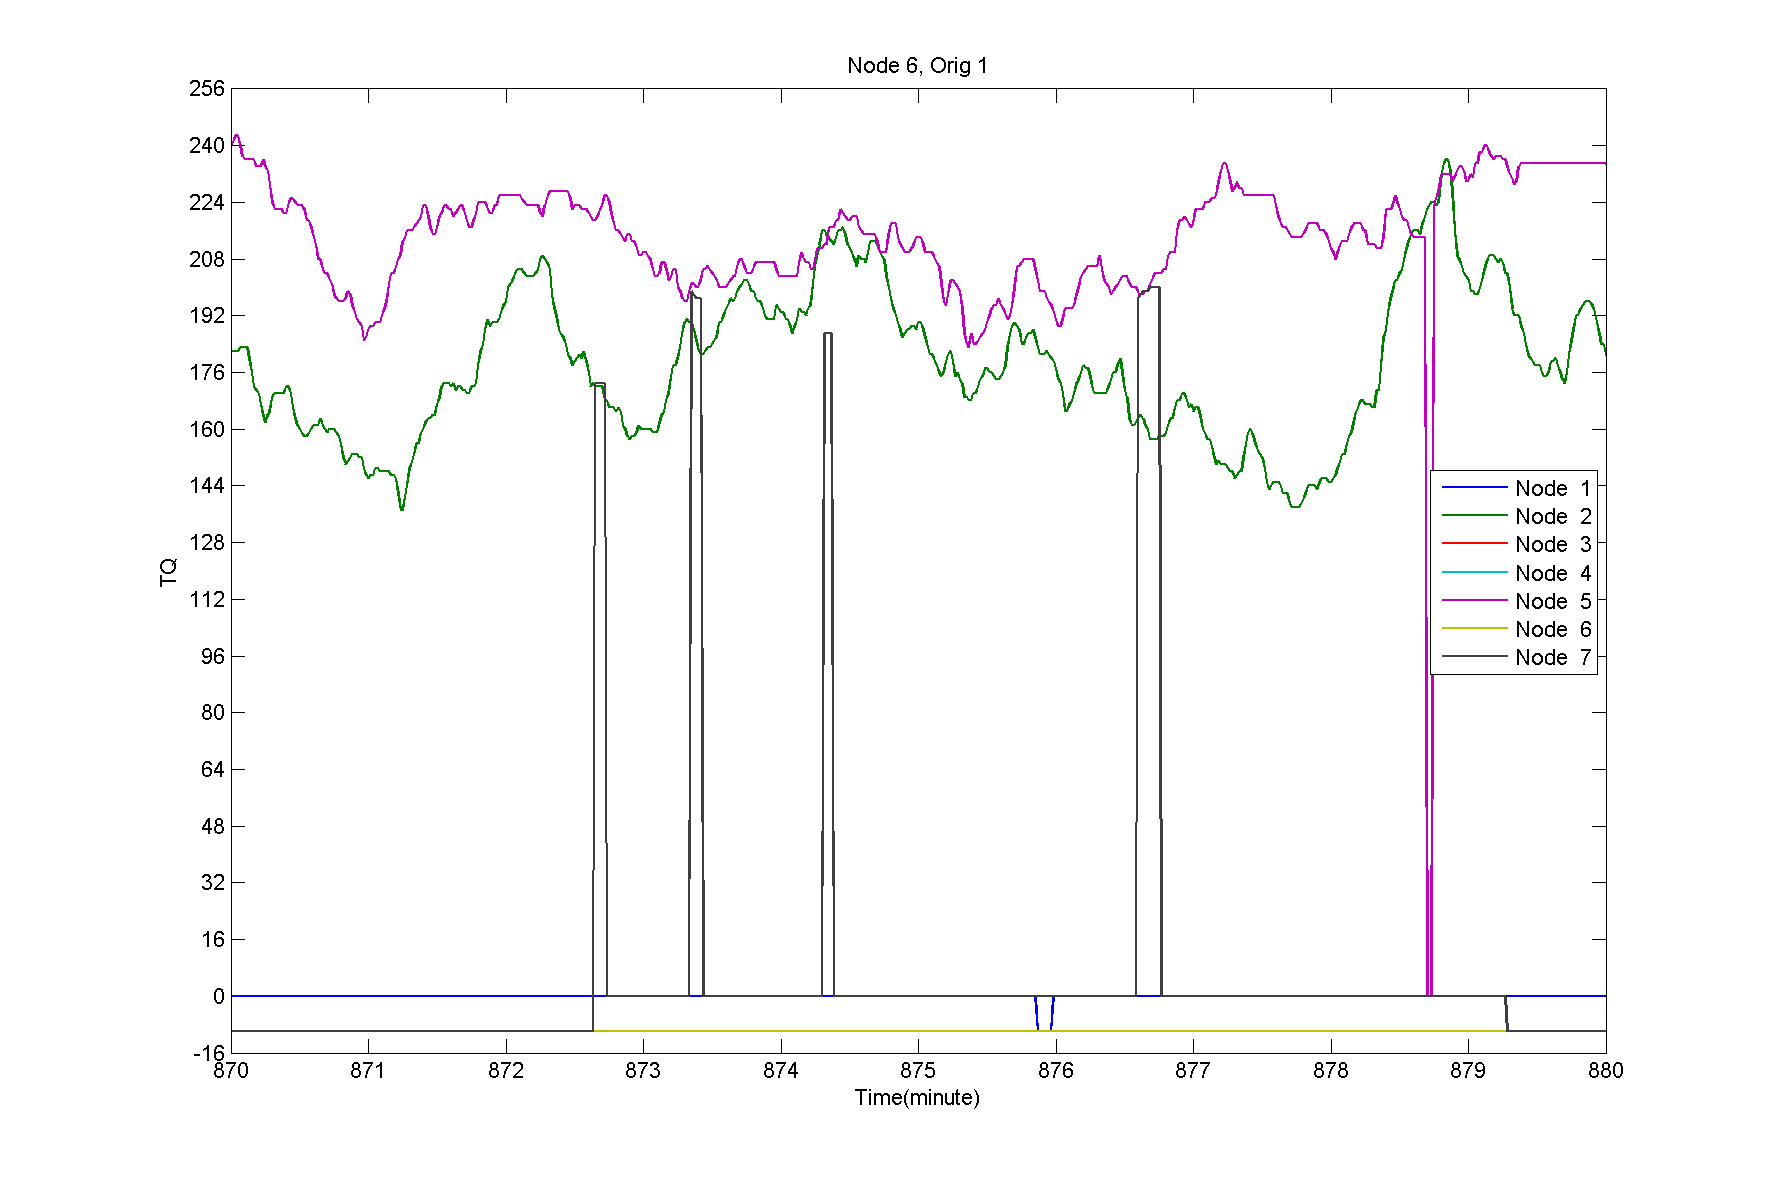 Node 6, Orig 1
256
240
224
208
192
176
160
144
128
112
96
80
64
48
32
16
0
-16
TQ
Node 1
Node 2
Node 3
Node 4
Node 5
Node 6
Node 7
870 871 872 873 874 875 876 877 878 879 880
Time(minute)